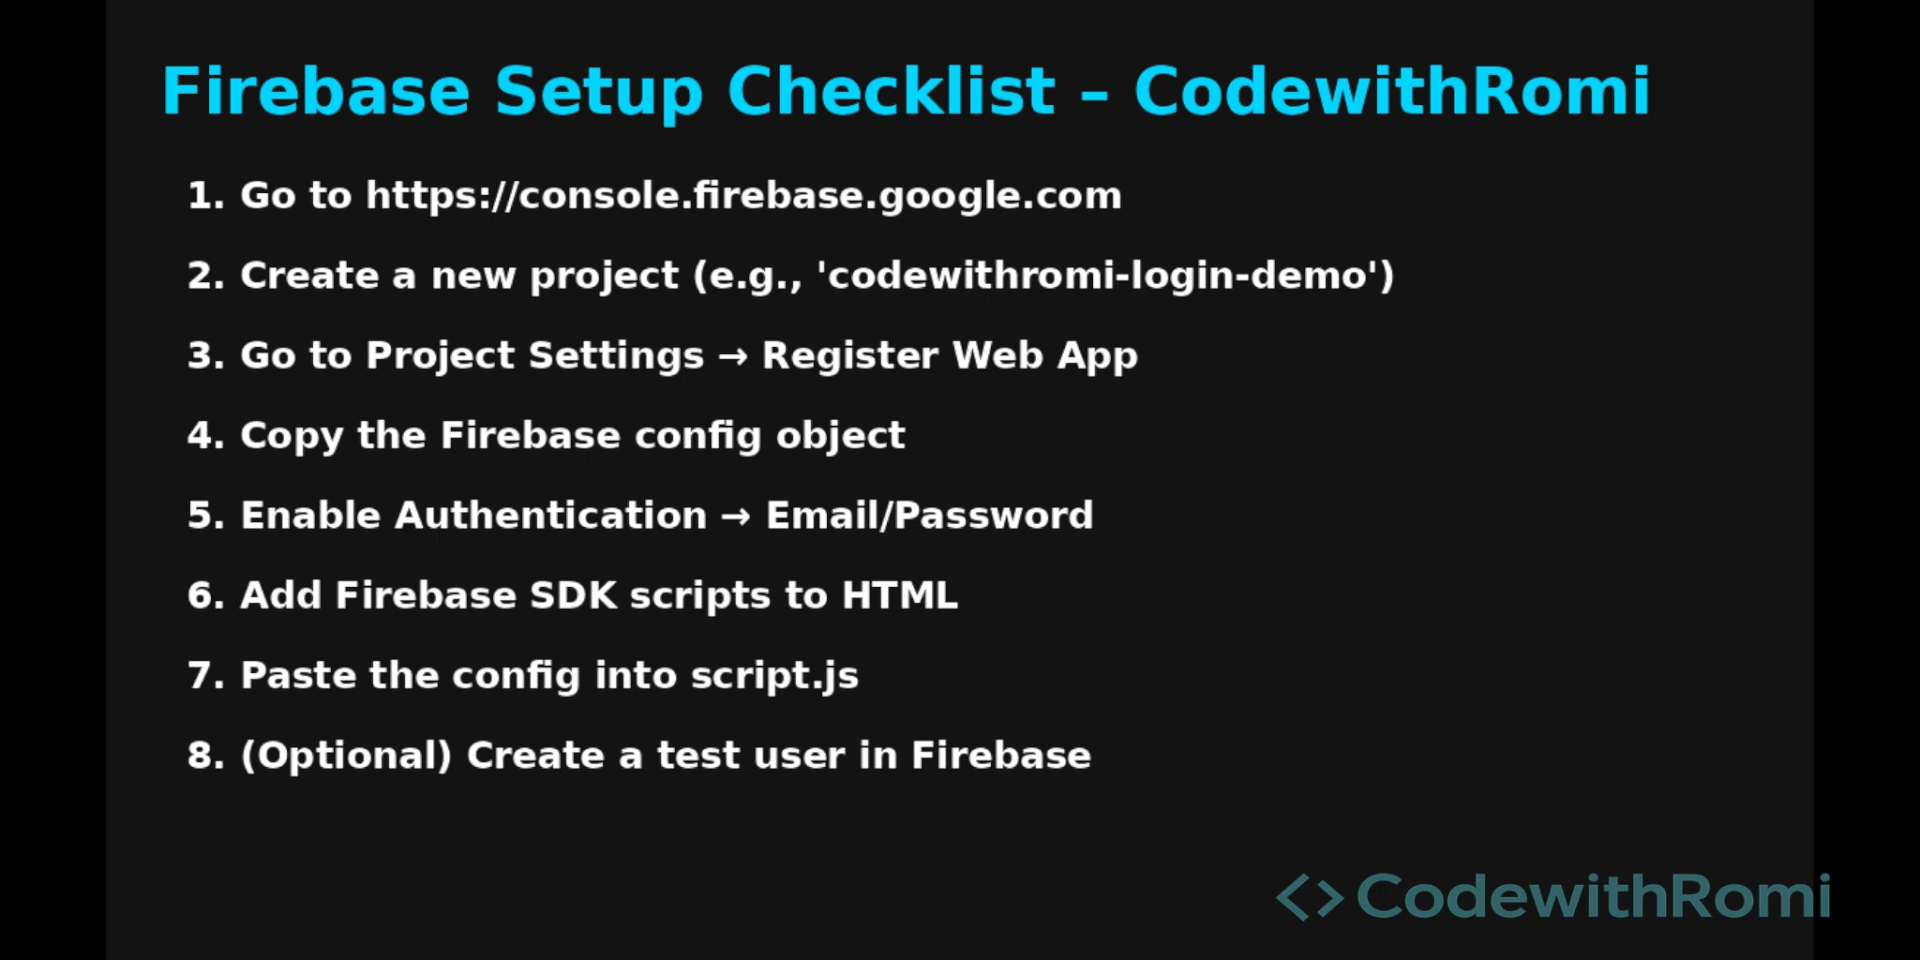 Firebase Setup Checklist – CodewithRomi
1. Go to https://console.firebase.google.com
2. Create a new project (e.g., 'codewithromi-login-demo')
3. Go to Project Settings → Register Web App
4. Copy the Firebase config object
5. Enable Authentication → Email/Password
6. Add Firebase SDK scripts to HTML
7. Paste the config into script.js
8. (Optional) Create a test user in Firebase
<> CodewithRomi